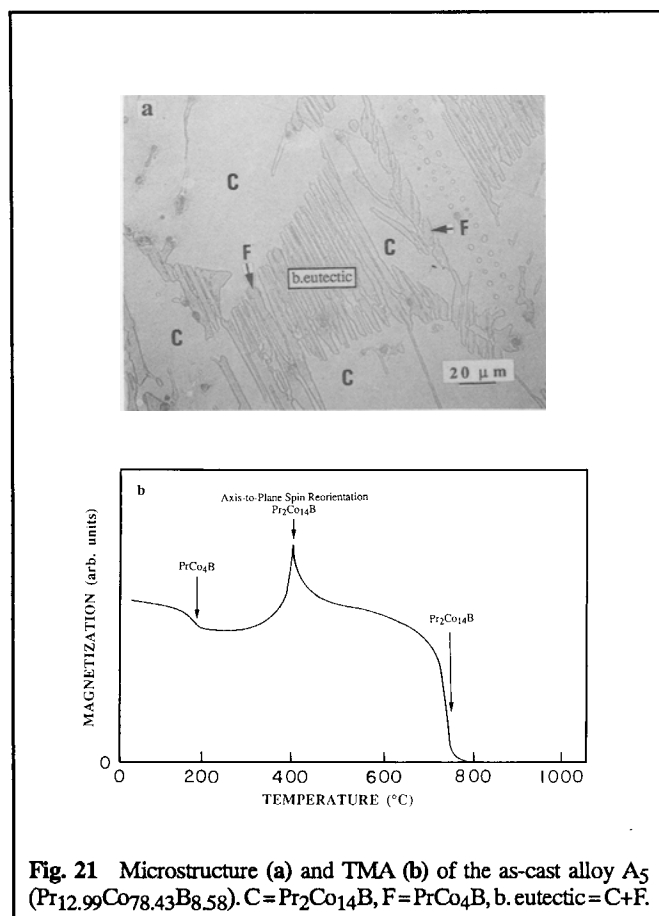 a
C
C
F
F
b.eutectic
C
C
20 μm
b
Axis-to-Plane Spin Reorientation
Pr₂Co₁₄B
PrCo₄B
Pr₂Co₁₄B
MAGNETIZATION (arb. units)
0
0 200 400 600 800 1000
TEMPERATURE (°C)
Fig. 21 Microstructure (a) and TMA (b) of the as-cast alloy A₅
(Pr₁₂.₉₉Co₇₈.₄₃B₈.₅₈). C=Pr₂Co₁₄B, F=PrCo₄B, b. eutectic=C+F.